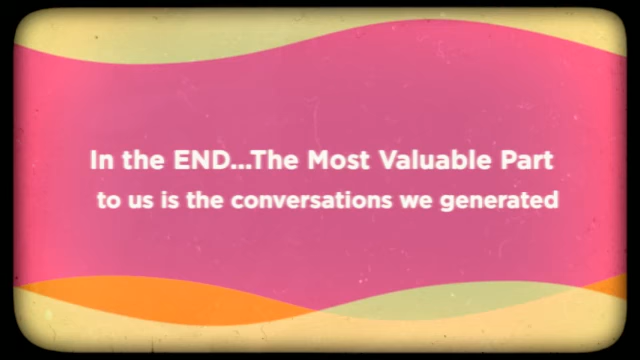 In the END...The Most Valuable Part
to us is the conversations we generated